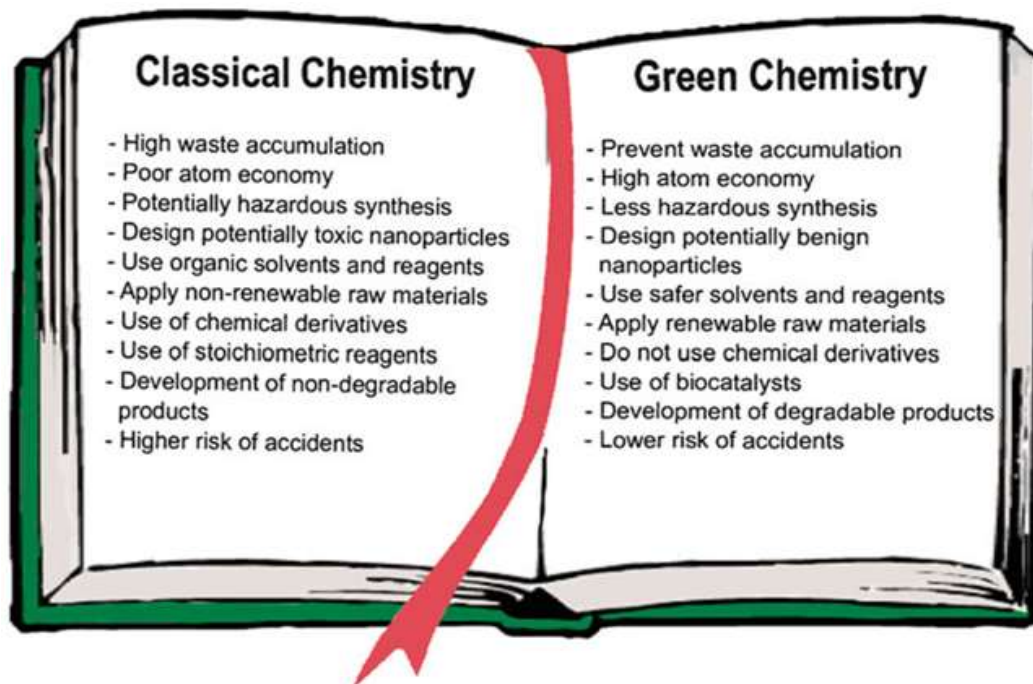 Classical Chemistry
- High waste accumulation
- Poor atom economy
- Potentially hazardous synthesis
- Design potentially toxic nanoparticles
- Use organic solvents and reagents
- Apply non-renewable raw materials
- Use of chemical derivatives
- Use of stoichiometric reagents
- Development of non-degradable
products
- Higher risk of accidents
Green Chemistry
- Prevent waste accumulation
- High atom economy
- Less hazardous synthesis
- Design potentially benign
nanoparticles
- Use safer solvents and reagents
- Apply renewable raw materials
- Do not use chemical derivatives
- Use of biocatalysts
- Development of degradable products
- Lower risk of accidents